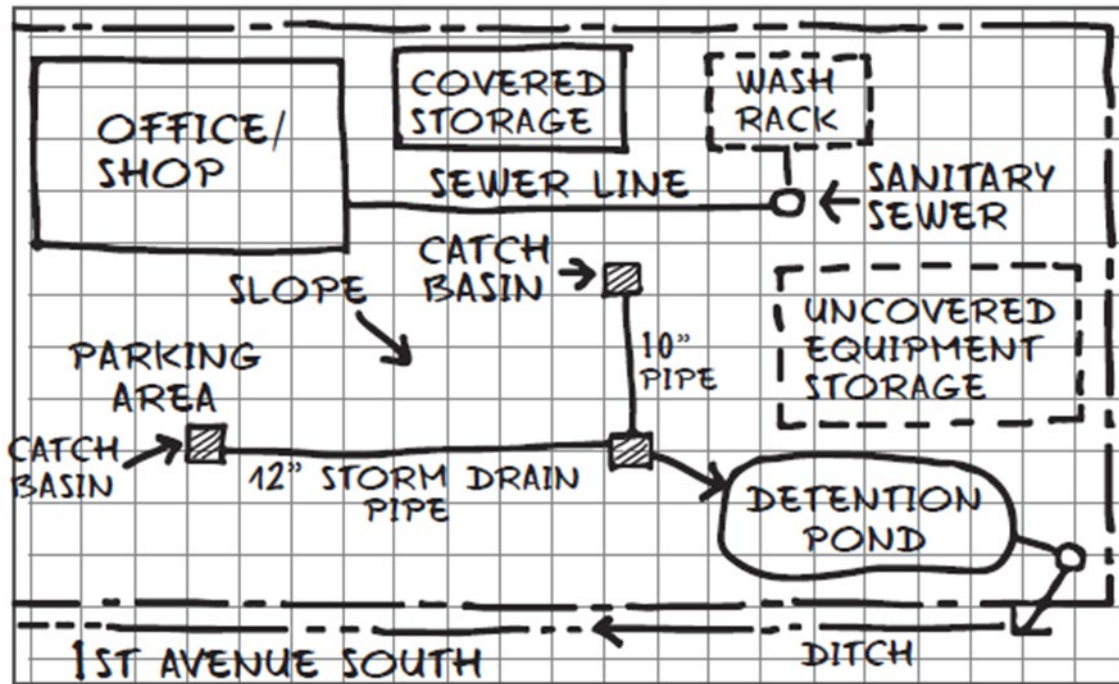 OFFICE/
SHOP
COVERED
STORAGE
WASH
RACK
SEWER LINE
SANITARY
SEWER
CATCH
BASIN
SLOPE
UNCOVERED
EQUIPMENT
STORAGE
10"
PIPE
PARKING
AREA
CATCH
BASIN
12" STORM DRAIN
PIPE
DETENTION
POND
DITCH
1ST AVENUE SOUTH